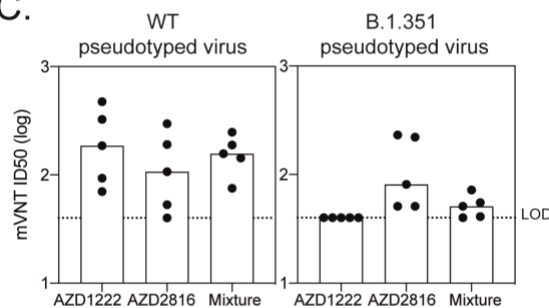 C.
WT
pseudotyped virus
B.1.351
pseudotyped virus
mVNT ID50 (log)
3
2
1
3
2
1
LOD
AZD1222 AZD2816 Mixture
AZD1222 AZD2816 Mixture